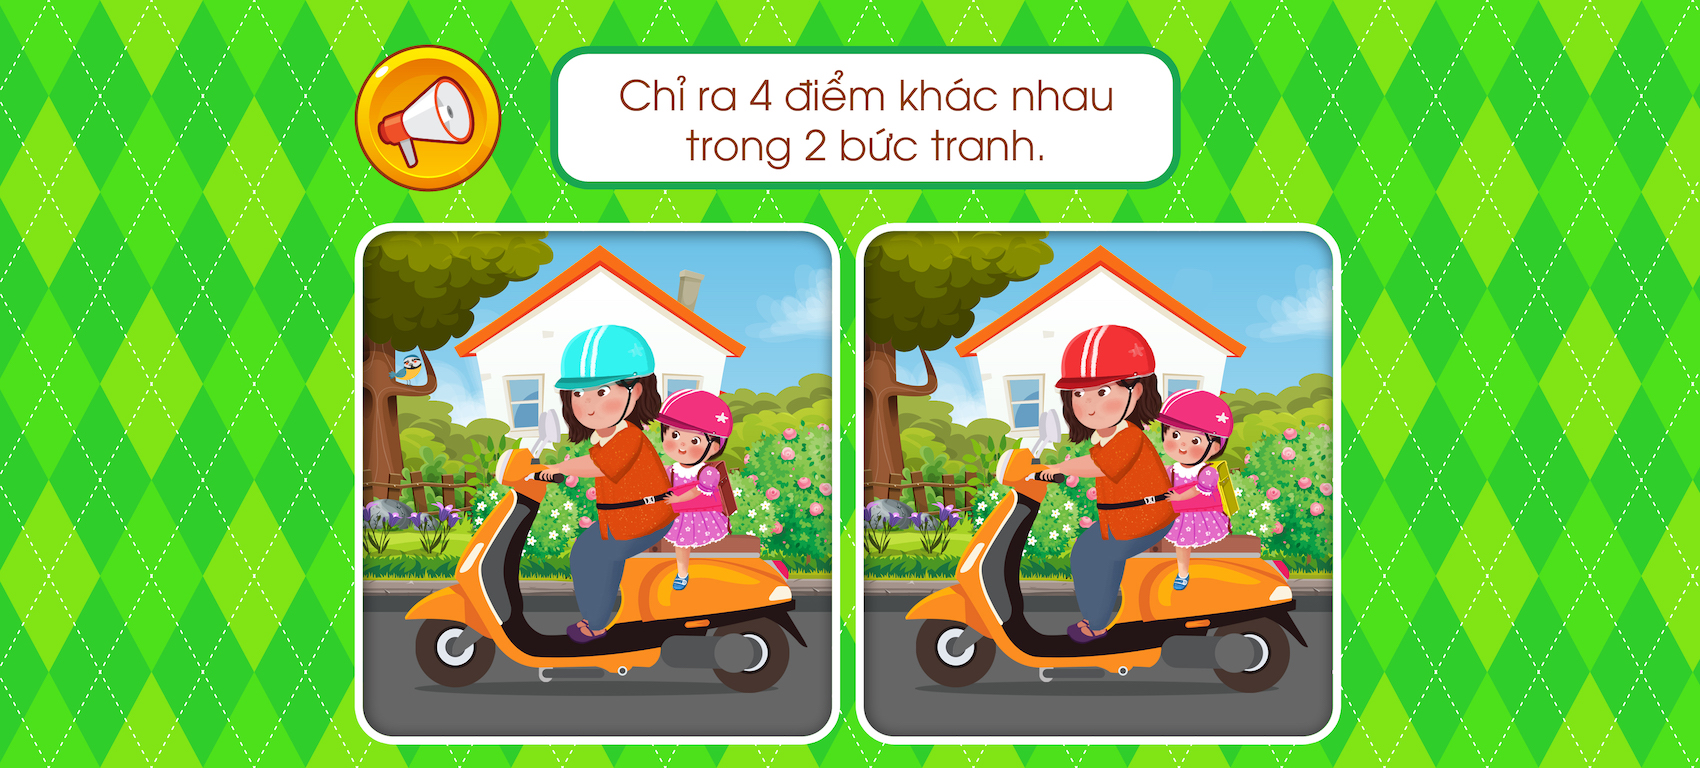 Chỉ ra 4 điểm khác nhau
trong 2 bức tranh.